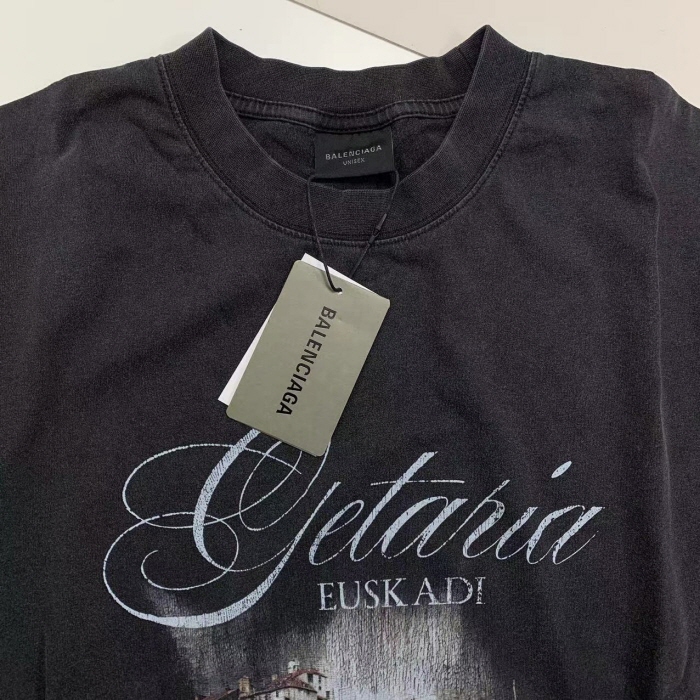 BALENCIAGA
UNISEX
BALENCIAGA
Getaria
EUSKADI